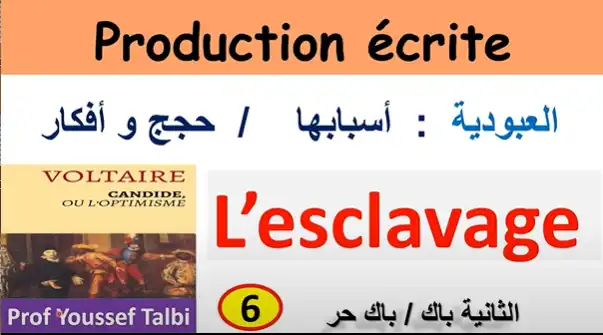 Production écrite
العبودية : أسبابها / حجج و أفكار
VOLTAIRE
CANDIDE,
OU L'OPTIMISME
L'esclavage
Prof Youssef Talbi
6
الثانية باك / باك حر